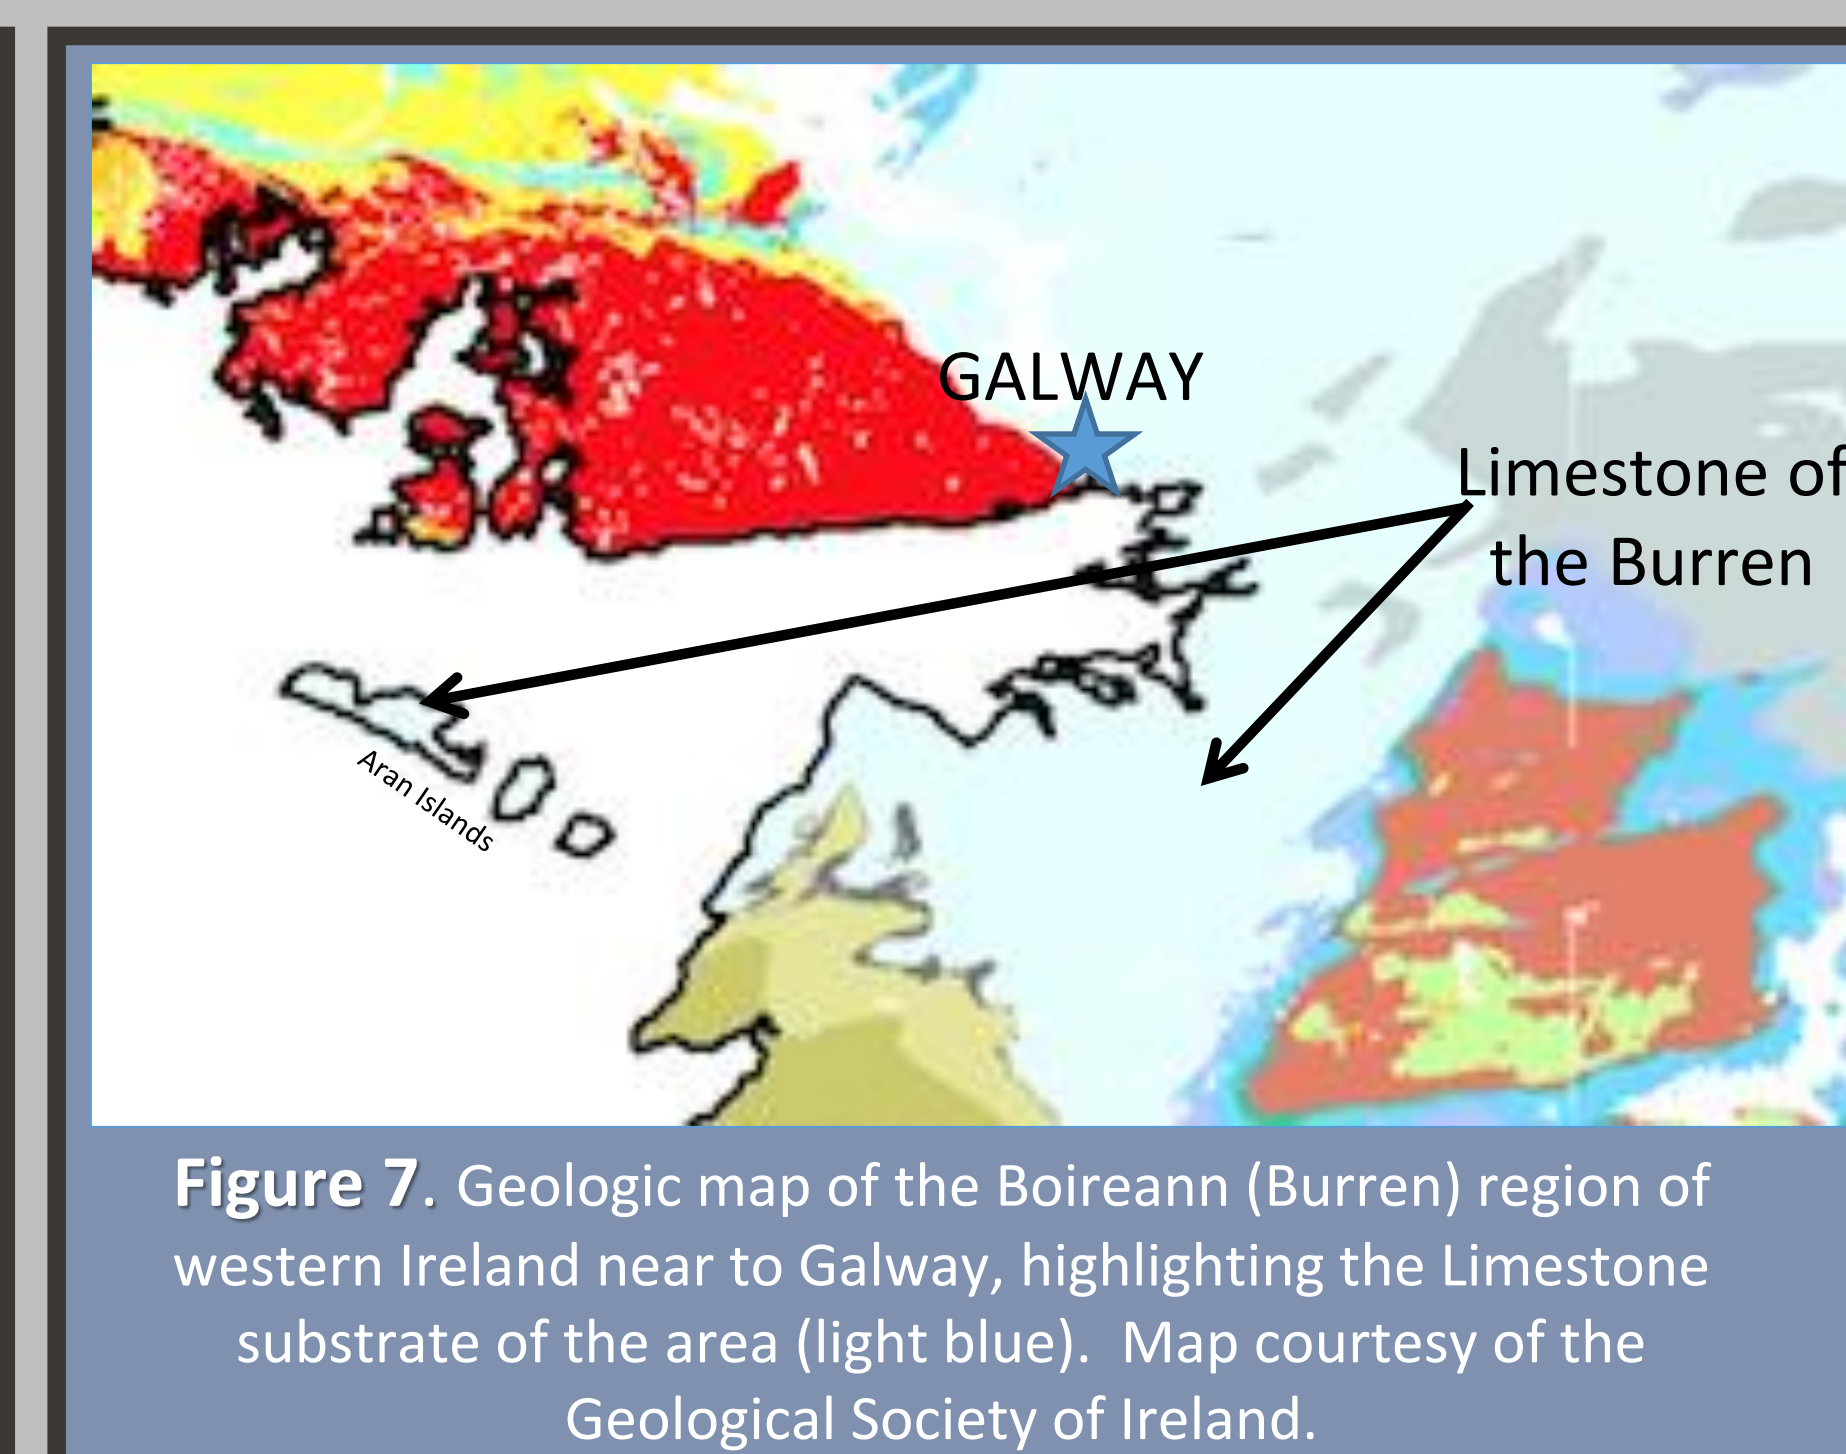 GALWAY
Limestone of
the Burren
Aran Islands
Figure 7. Geologic map of the Boireann (Burren) region of
western Ireland near to Galway, highlighting the Limestone
substrate of the area (light blue).  Map courtesy of the
Geological Society of Ireland.